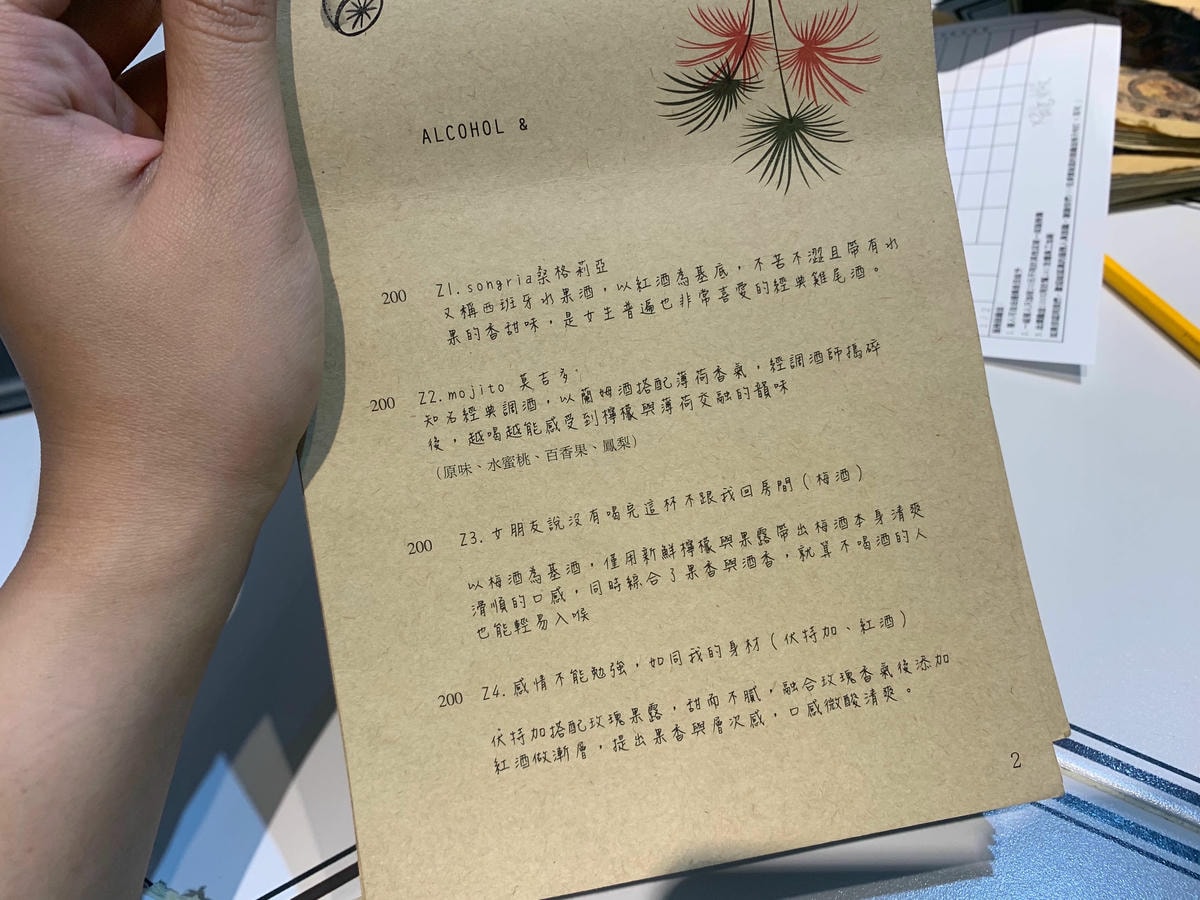 ALCOHOL &
200 Z1.songria桑格莉亞
又稱西班牙水果酒，以紅酒為基底，不苦不澀且帶有水
果的香甜味，是女生普遍也非常喜愛的經典雞尾酒。
200 Z2.mojito 莫吉多·
知名經典調酒，以蘭姆酒搭配薄荷香氣，經調酒師搗碎
後，越喝越能感受到檸檬與薄荷交融的韻味
（原味、水蜜桃、百香果、鳳梨）
200 Z3.女朋友說沒有喝完這杯不跟我回房間（梅酒）
以梅酒為基酒，僅用新鮮檸檬與果露帶出梅酒本身清爽
滑順的口感，同時綜合了果香與酒香，就算不喝酒的人
也能輕易入喉
200 Z4.感情不能勉強，如同我的身材（伏特加、紅酒）
伏特加搭配玫瑰果露，甜而不膩，融合玫瑰香氣後添加
紅酒做漸層，提出果香與層次感，口感微酸清爽。
2